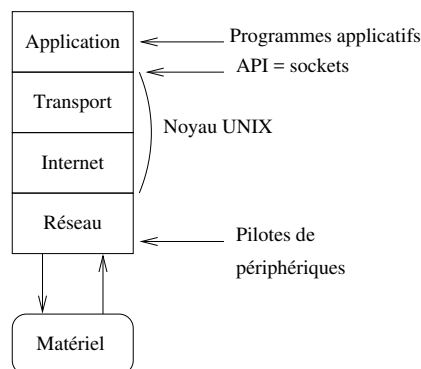 Application
Programmes applicatifs
API = sockets
Transport
Noyau UNIX
Internet
Réseau
Pilotes de
périphériques
Matériel